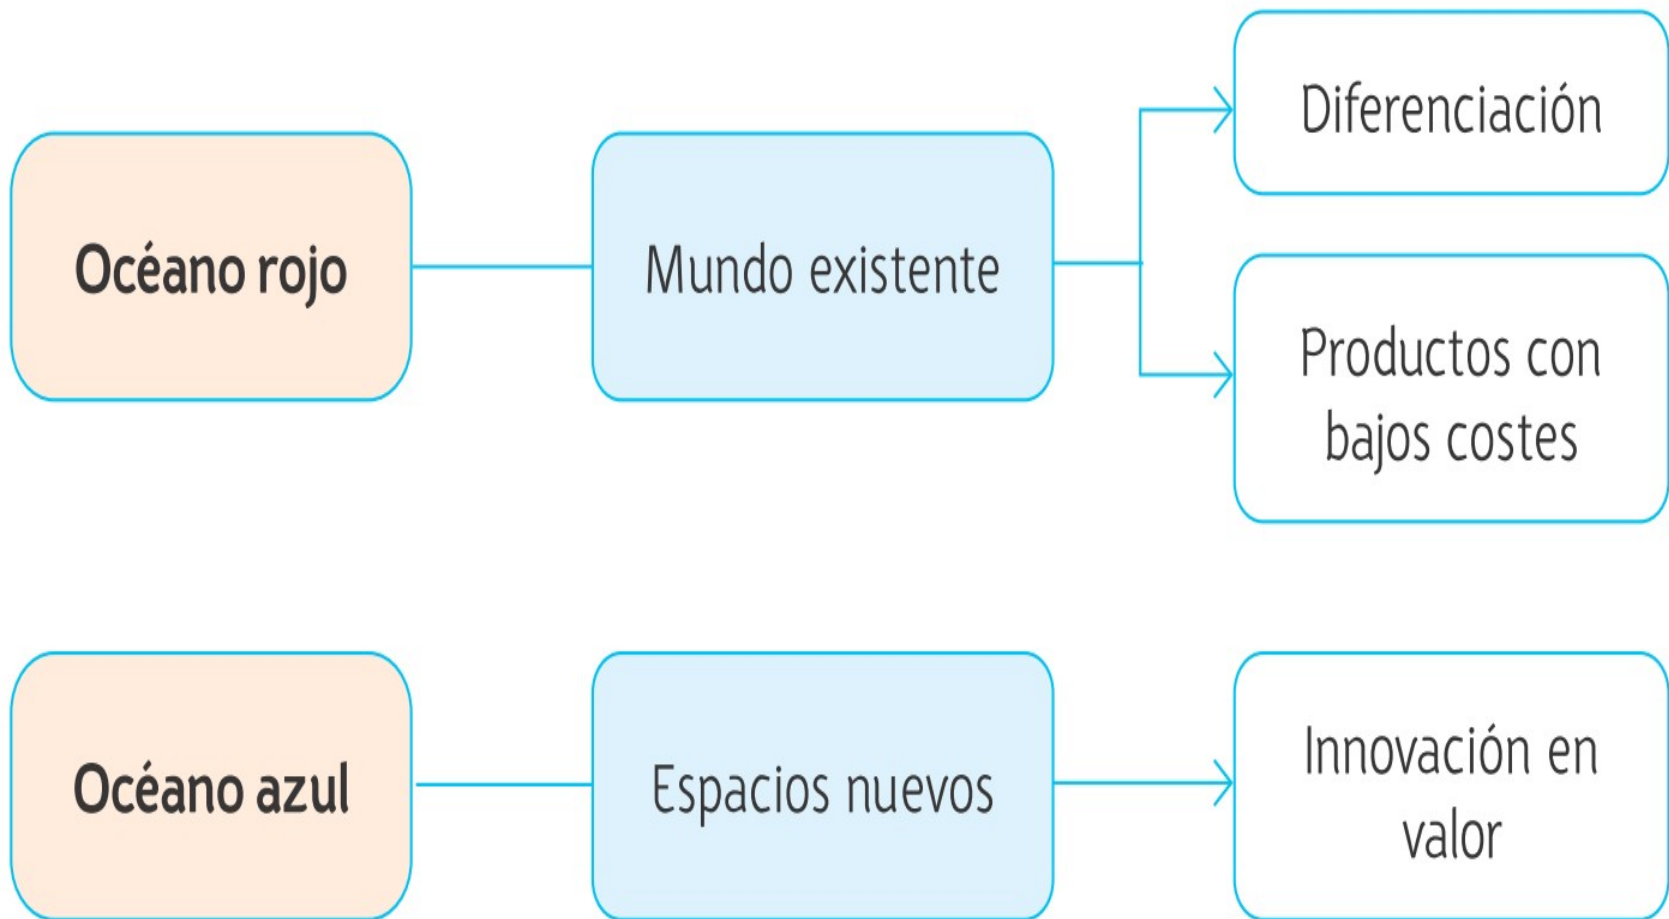 Océano rojo
Mundo existente
Diferenciación
Productos con
bajos costes
Océano azul
Espacios nuevos
Innovación en
valor